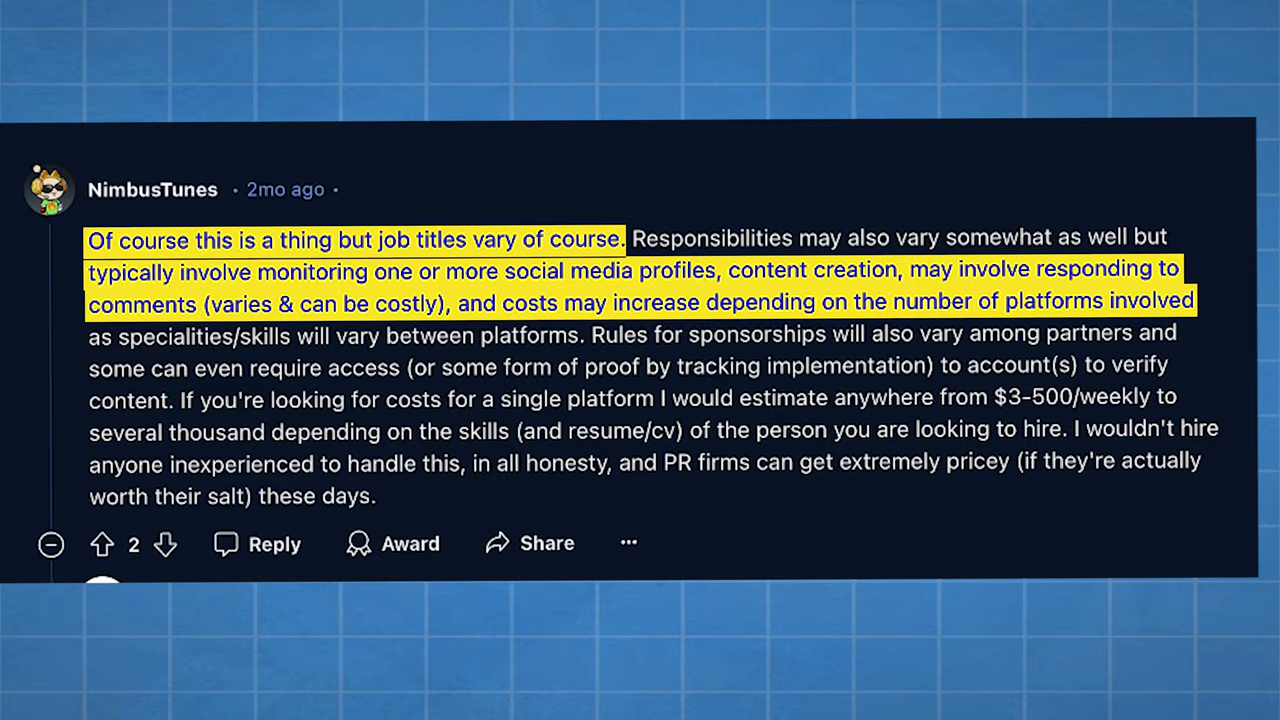 NimbusTunes • 2mo ago •
Of course this is a thing but job titles vary of course. Responsibilities may also vary somewhat as well but
typically involve monitoring one or more social media profiles, content creation, may involve responding to
comments (varies & can be costly), and costs may increase depending on the number of platforms involved
as specialities/skills will vary between platforms. Rules for sponsorships will also vary among partners and
some can even require access (or some form of proof by tracking implementation) to account(s) to verify
content. If you're looking for costs for a single platform I would estimate anywhere from $3-500/weekly to
several thousand depending on the skills (and resume/cv) of the person you are looking to hire. I wouldn't hire
anyone inexperienced to handle this, in all honesty, and PR firms can get extremely pricey (if they're actually
worth their salt) these days.
2 Reply Award Share ...